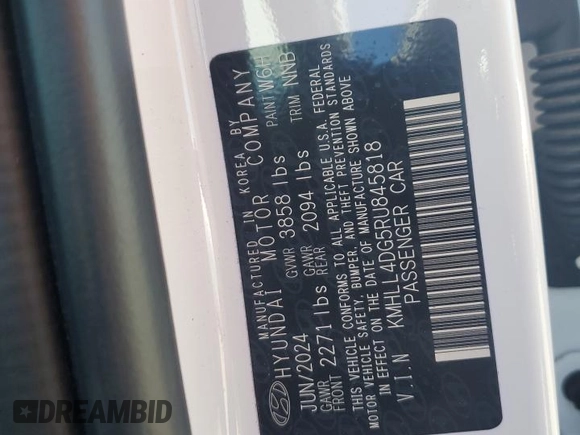 MANUFACTURED IN KOREA BY
HYUNDAI MOTOR COMPANY
JUN/2024 GVWR 3858 lbs PAINT W6H
GAWR FRONT 2271 lbs GAWR REAR 2094 lbs TRIM NNB
THIS VEHICLE CONFORMS TO ALL APPLICABLE U.S.A. FEDERAL
MOTOR VEHICLE SAFETY, BUMPER, AND THEFT PREVENTION STANDARDS
IN EFFECT ON THE DATE OF MANUFACTURE SHOWN ABOVE
V.I.N KMHLL4DG5RU845818
PASSENGER CAR
DREAMBID